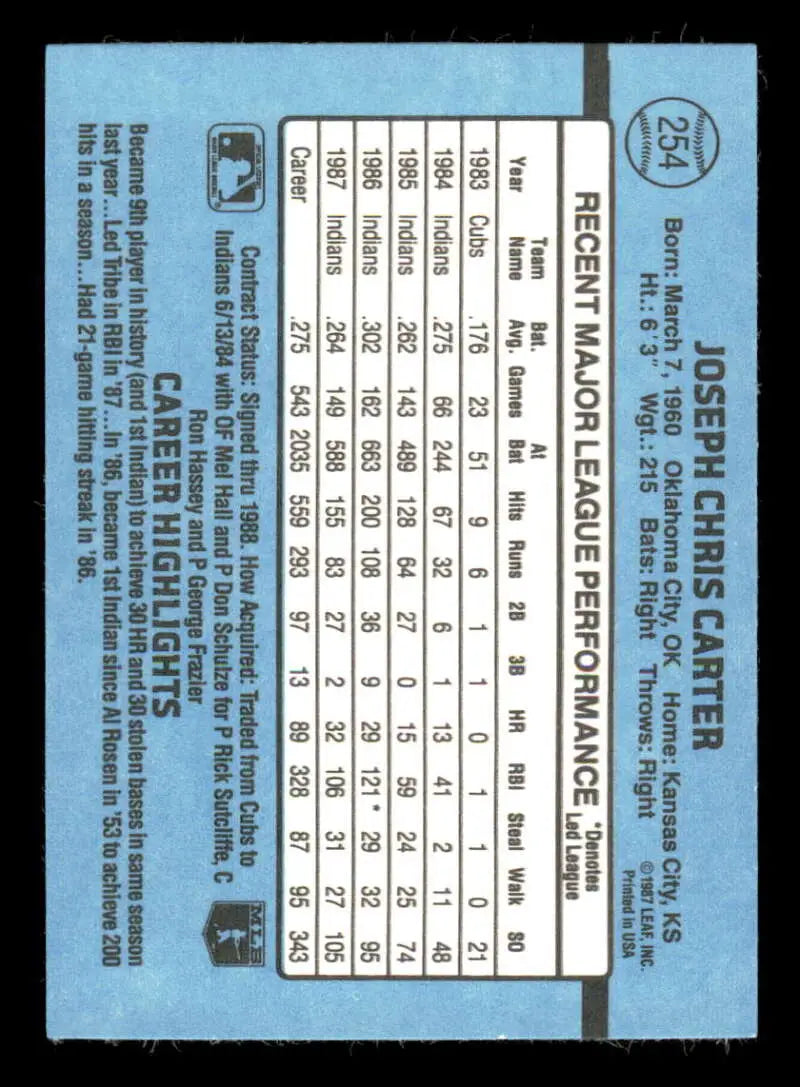 254
JOSEPH CHRIS CARTER
Born: March 7, 1960 Oklahoma City, OK Home: Kansas City, KS
Ht.: 6'3" Wgt.: 215 Bats: Right Throws: Right
©1987 LEAF, INC.
Printed in USA
RECENT MAJOR LEAGUE PERFORMANCE *Denotes Led League
Year Team Name Bat. Avg. Games At Bat Hits Runs 2B 3B HR RBI Steal Walk SO
1983 Cubs .176 23 51 9 6 1 1 0 1 1 0 21
1984 Indians .275 66 244 67 32 6 1 13 41 2 11 48
1985 Indians .262 143 489 128 64 27 0 15 59 24 25 74
1986 Indians .302 162 663 200 108 36 9 29 121* 29 32 95
1987 Indians .264 149 588 155 83 27 2 32 106 31 27 105
Career .275 543 2035 559 293 97 13 89 328 87 95 343
Contract Status: Signed thru 1988. How Acquired: Traded from Cubs to
Indians 6/13/84 with OF Mel Hall and P Don Schulze for P Rick Sutcliffe, C
Ron Hassey and P George Frazier
MLB
CAREER HIGHLIGHTS
Became 9th player in history (and 1st Indian) to achieve 30 HR and 30 stolen bases in same season
last year...Led Tribe in RBI in '87...In '86, became 1st Indian since Al Rosen in '53 to achieve 200
hits in a season...Had 21-game hitting streak in '86.